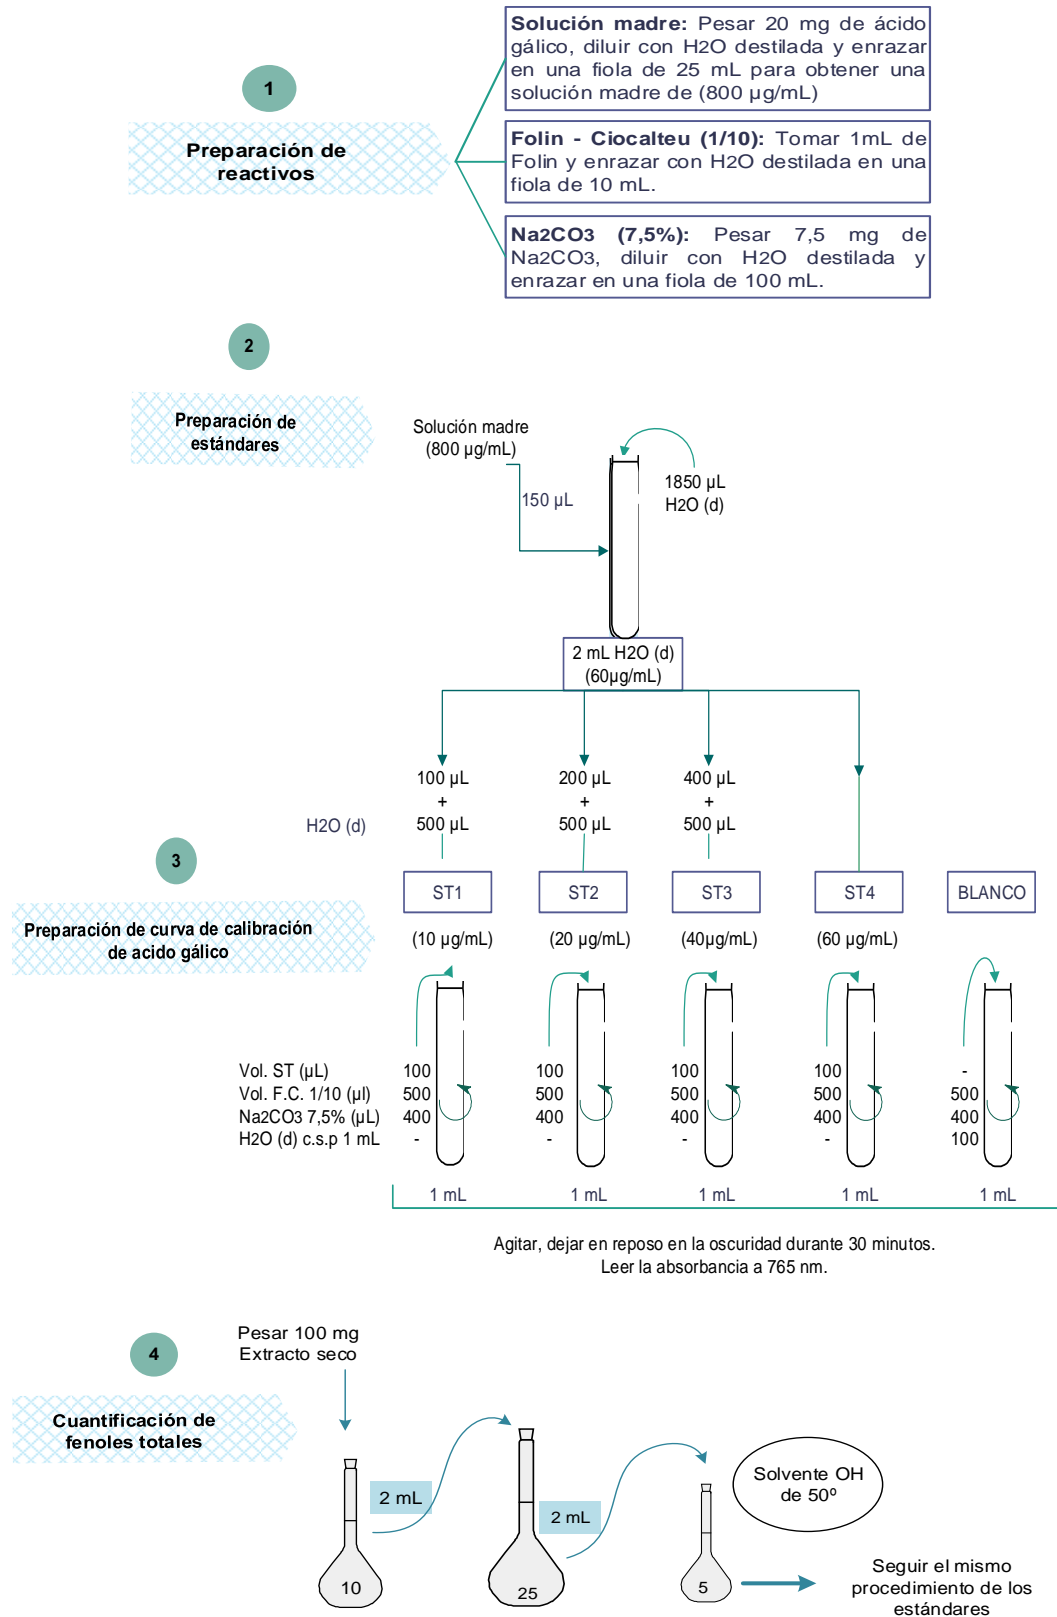 1
Preparación de
reactivos
Solución madre: Pesar 20 mg de ácido
gálico, diluir con H2O destilada y enrazar
en una fiola de 25 mL para obtener una
solución madre de (800 µg/mL)
Folin - Ciocalteu (1/10): Tomar 1mL de
Folin y enrazar con H2O destilada en una
fiola de 10 mL.
Na2CO3 (7,5%): Pesar 7,5 mg de
Na2CO3, diluir con H2O destilada y
enrazar en una fiola de 100 mL.
2
Preparación de
estándares
Solución madre
(800 µg/mL)
150 µL
1850 µL
H2O (d)
2 mL H2O (d)
(60µg/mL)
100 µL 200 µL 400 µL
+ + +
H2O (d) 500 µL 500 µL 500 µL
3
Preparación de curva de calibración
de acido gálico
ST1 ST2 ST3 ST4 BLANCO
(10 µg/mL) (20 µg/mL) (40µg/mL) (60 µg/mL)
Vol. ST (µL) 100 100 100 100 -
Vol. F.C. 1/10 (µl) 500 500 500 500 500
Na2CO3 7,5% (µL) 400 400 400 400 400
H2O (d) c.s.p 1 mL - - - - 100
1 mL 1 mL 1 mL 1 mL 1 mL
Agitar, dejar en reposo en la oscuridad durante 30 minutos.
Leer la absorbancia a 765 nm.
4
Cuantificación de
fenoles totales
Pesar 100 mg
Extracto seco
2 mL
2 mL
Solvente OH
de 50º
10
25
5
Seguir el mismo
procedimiento de los
estándares